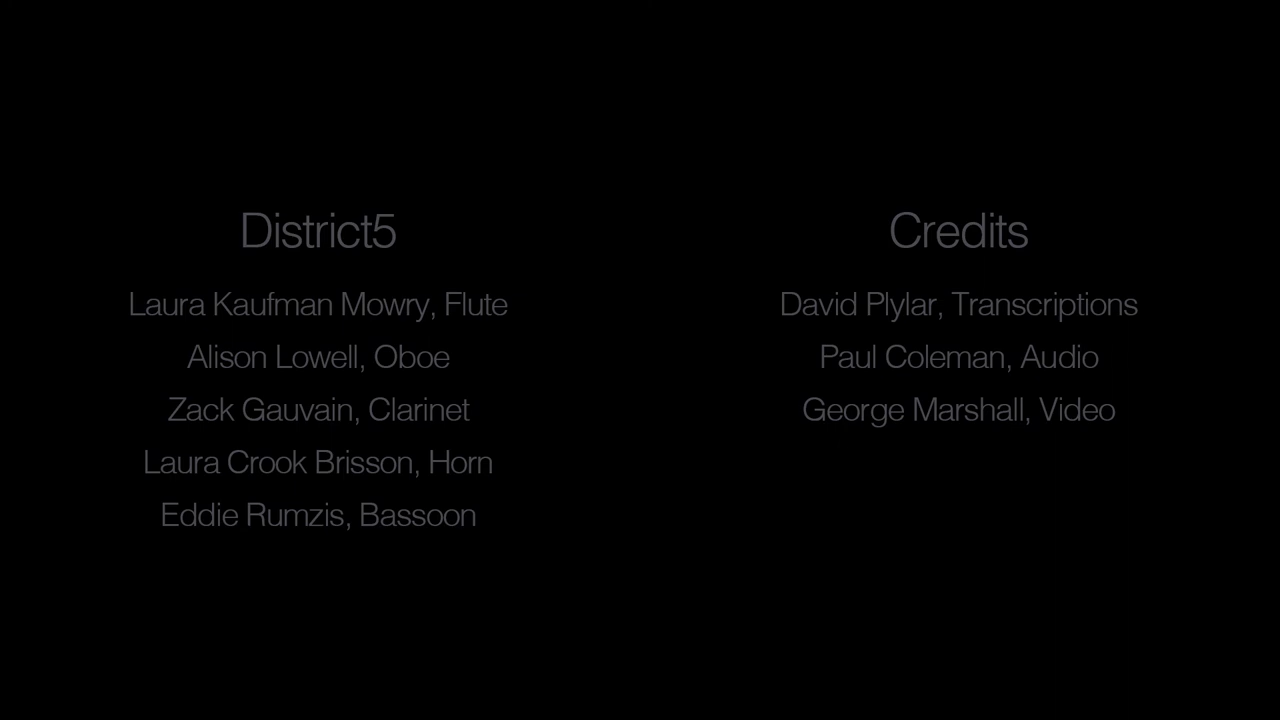 District5
Laura Kaufman Mowry, Flute
Alison Lowell, Oboe
Zack Gauvain, Clarinet
Laura Crook Brisson, Horn
Eddie Rumzis, Bassoon
Credits
David Plylar, Transcriptions
Paul Coleman, Audio
George Marshall, Video